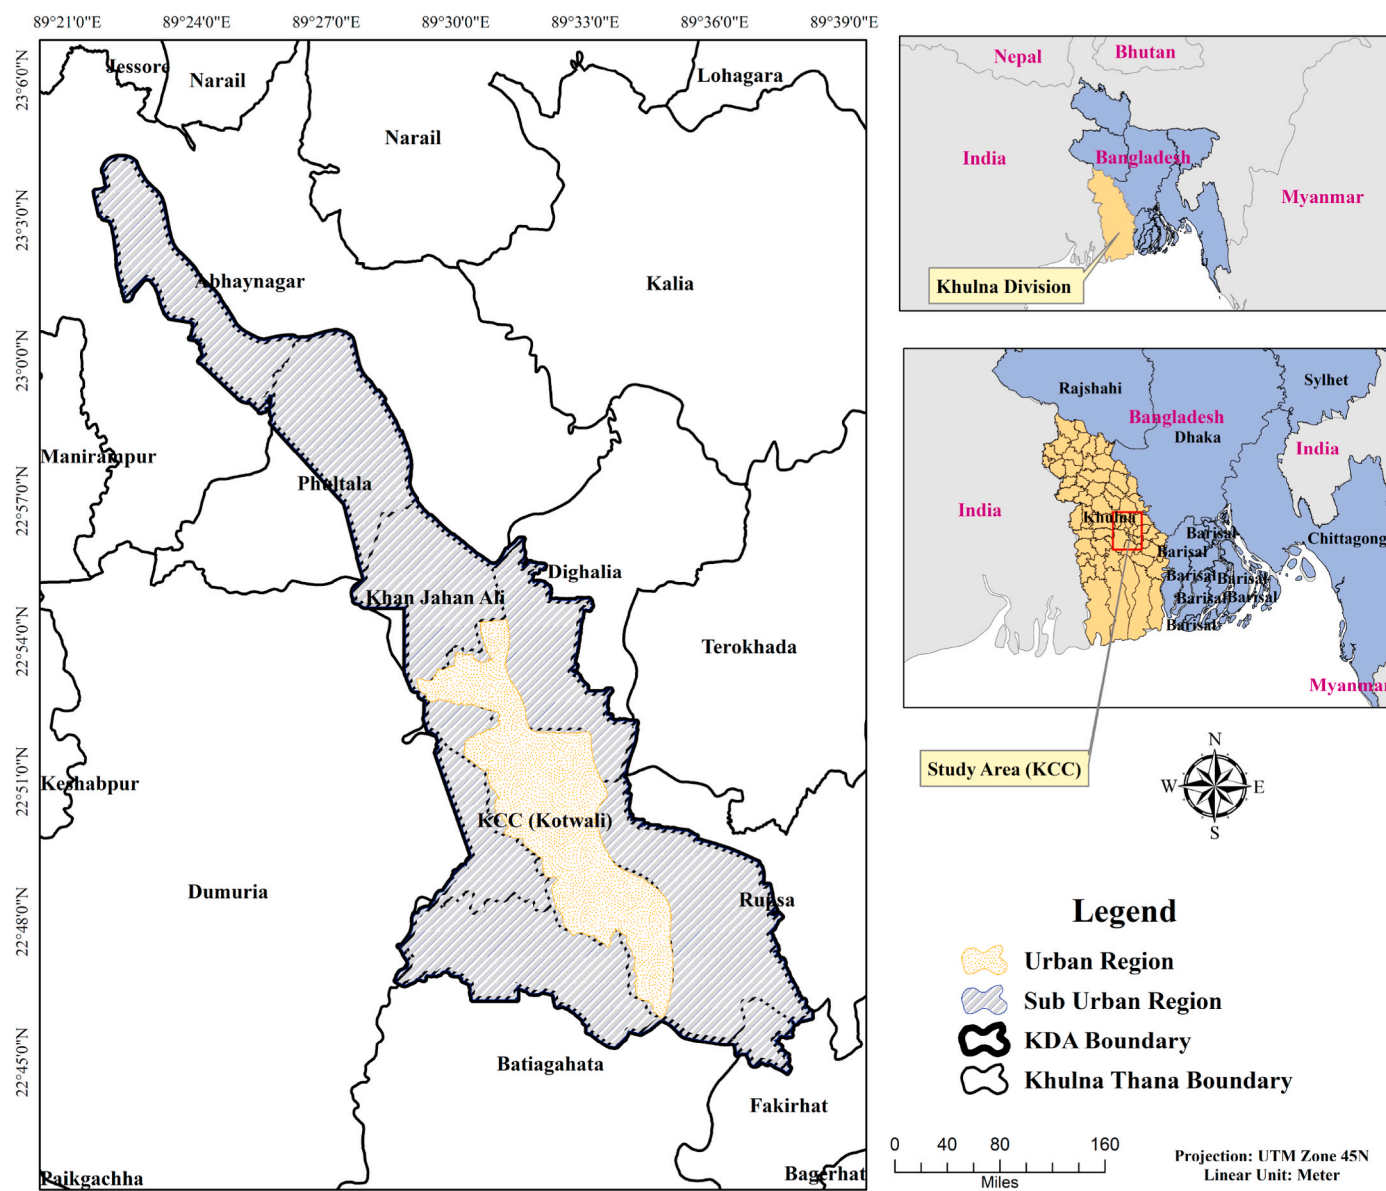 89°21'0"E
89°24'0"E
89°27'0"E
89°30'0"E
89°33'0"E
89°36'0"E
89°39'0"E
23°6'0"N
23°3'0"N
23°0'0"N
22°57'0"N
22°54'0"N
22°51'0"N
22°48'0"N
22°45'0"N
Jessore
Narail
Lohagara
Narail
Abhaynagar
Kalia
Manirampur
Phultala
Dighalia
Khan Jahan Ali
Terokhada
Keshabpur
KCC (Kotwali)
Dumuria
Rupsa
Batiagahata
Fakirhat
Paikgachha
Bagerhat
Nepal
Bhutan
India
Bangladesh
Myanmar
Khulna Division
Rajshahi
Sylhet
Bangladesh
Dhaka
India
India
Khulna
Barisal
Chittagong
Barisal
Barisal
Barisal
Barisal
Barisal
Barisal
Myanmar
Study Area (KCC)
N
W
E
S
Legend
Urban Region
Sub Urban Region
KDA Boundary
Khulna Thana Boundary
0 40 80 160
Miles
Projection: UTM Zone 45N
Linear Unit: Meter